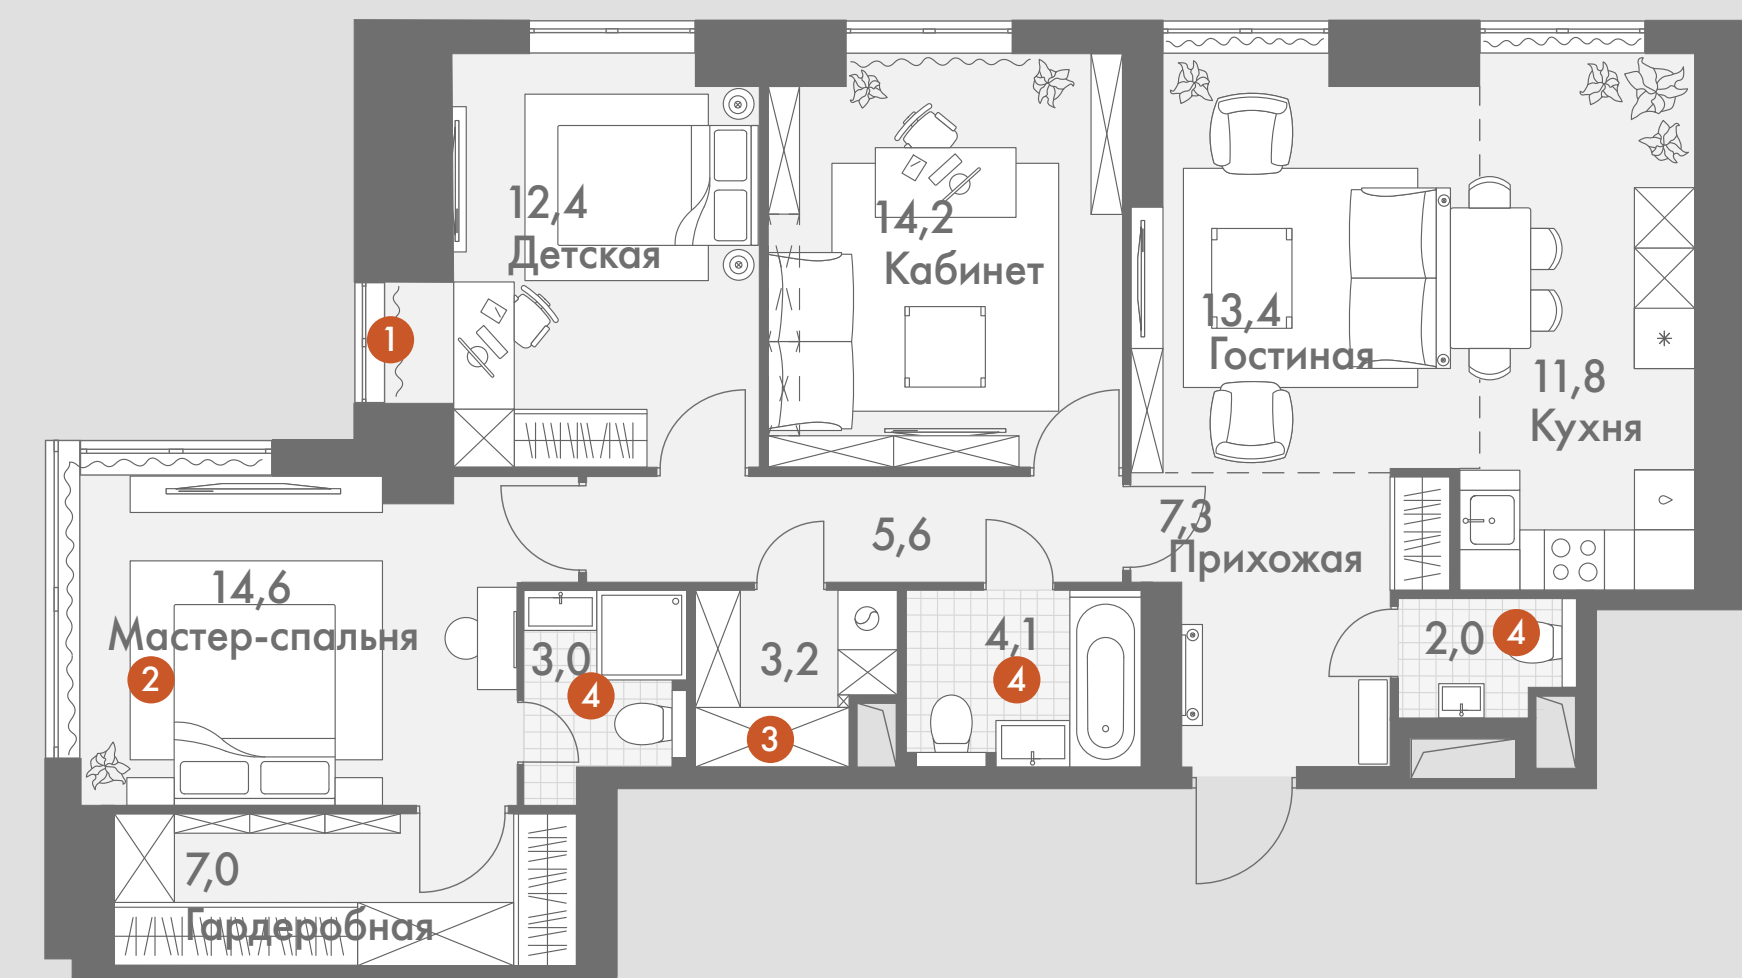 12,4
Детская
14,2
Кабинет
13,4
Гостиная
11,8
Кухня
1
5,6
7,3
Прихожая
14,6
Мастер-спальня
2
3,0
4
3,2
3
4,1
4
2,0
4
7,0
Гардеробная